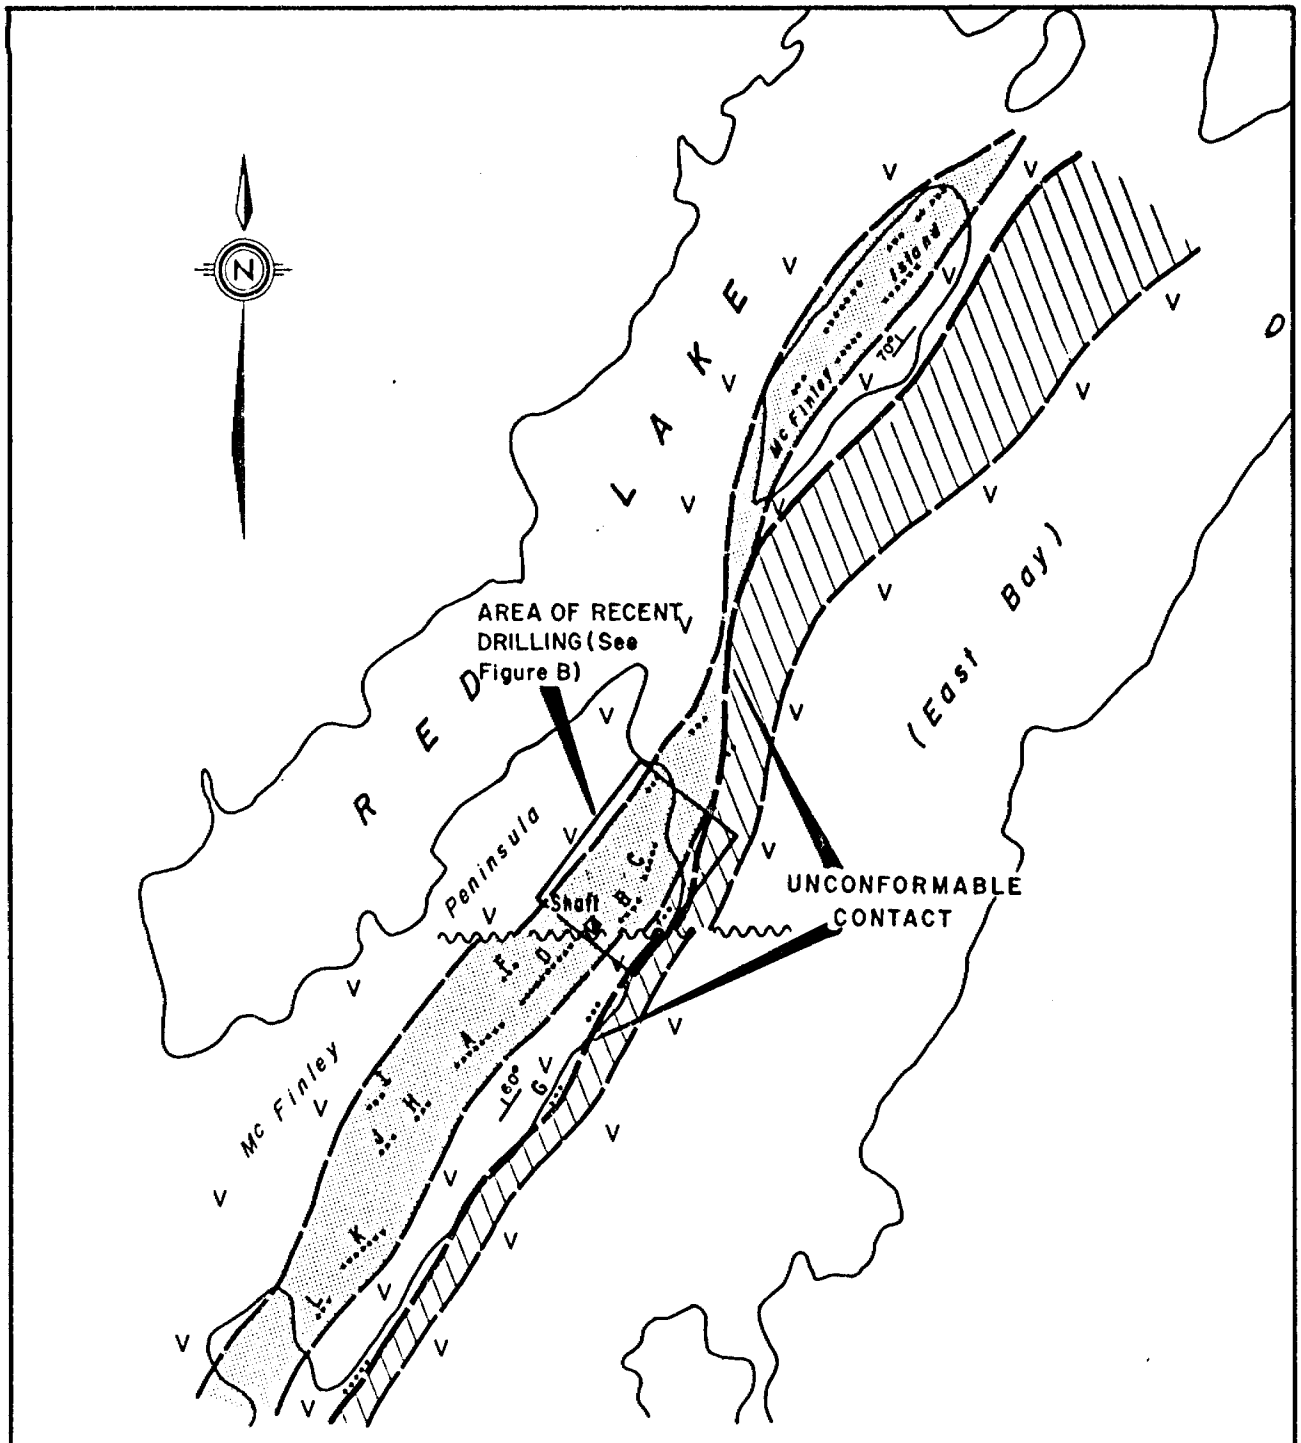 N
RED LAKE
D
Mc Finley Island
70°
AREA OF RECENT
DRILLING (See
Figure B)
(East Bay)
Peninsula
UNCONFORMABLE
CONTACT
Shaft
C
B
F
D
A
60°
G
I
H
J
Mc Finley
K
L